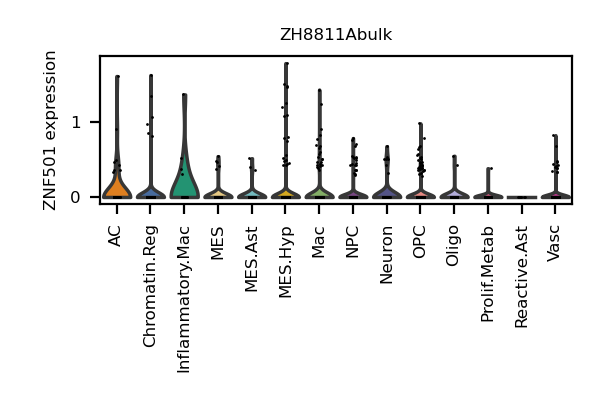 ZH8811Abulk
ZNF501 expression
1
0
AC
Chromatin.Reg
Inflammatory.Mac
MES
MES.Ast
MES.Hyp
Mac
NPC
Neuron
OPC
Oligo
Prolif.Metab
Reactive.Ast
Vasc